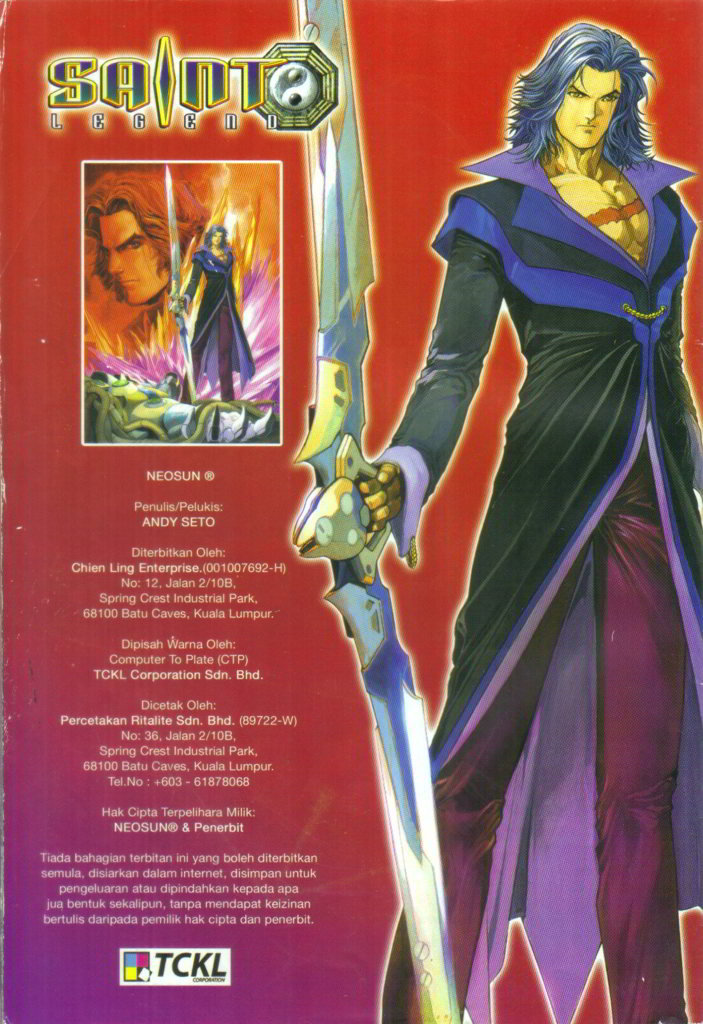 SAINT
LEGEND
NEOSUN ®
Penulis/Pelukis:
ANDY SETO
Diterbitkan Oleh:
Chien Ling Enterprise.(001007692-H)
No: 12, Jalan 2/10B,
Spring Crest Industrial Park,
68100 Batu Caves, Kuala Lumpur.
Dipisah Warna Oleh:
Computer To Plate (CTP)
TCKL Corporation Sdn. Bhd.
Dicetak Oleh:
Percetakan Ritalite Sdn. Bhd. (89722-W)
No: 36, Jalan 2/10B,
Spring Crest Industrial Park,
68100 Batu Caves, Kuala Lumpur.
Tel.No : +603 - 61878068
Hak Cipta Terpelihara Milik:
NEOSUN® & Penerbit
Tiada bahagian terbitan ini yang boleh diterbitkan
semula, disiarkan dalam internet, disimpan untuk
pengeluaran atau dipindahkan kepada apa
jua bentuk sekalipun, tanpa mendapat keizinan
bertulis daripada pemilik hak cipta dan penerbit.
TCKL
CORPORATION